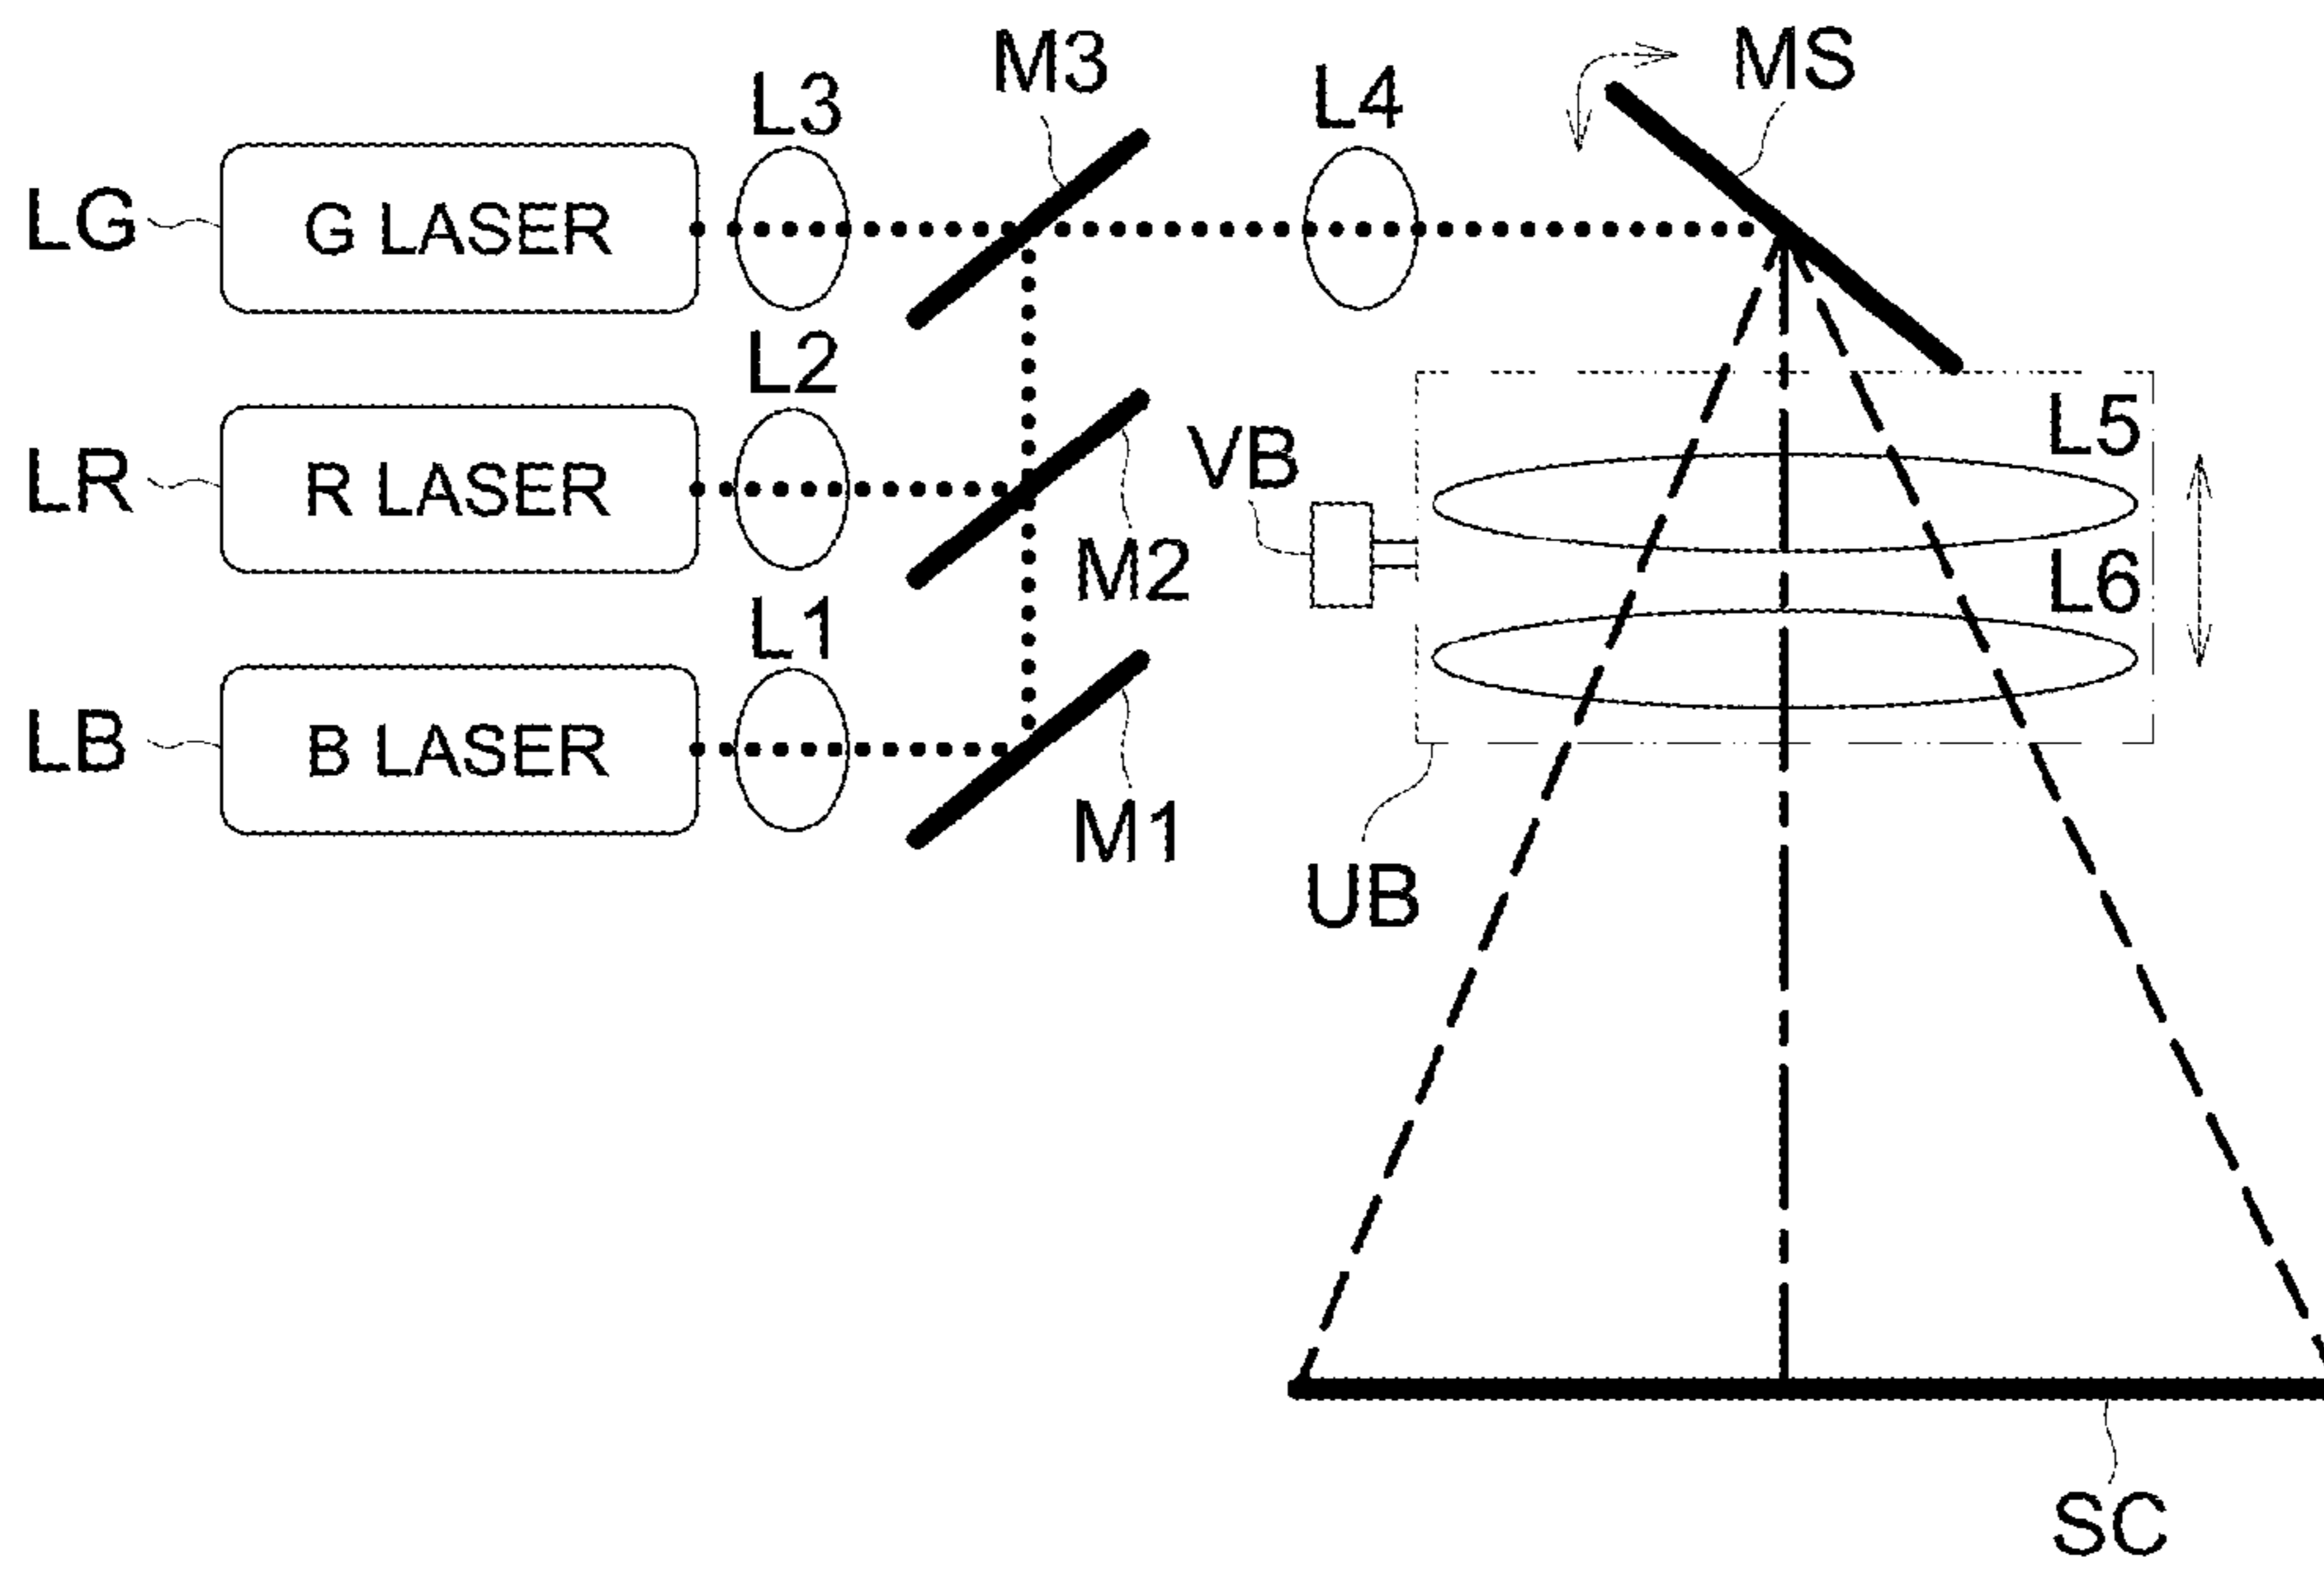 L3
M3
L4
MS
LG
G LASER
L2
L5
VB
LR
R LASER
M2
L6
L1
LB
B LASER
M1
UB
SC